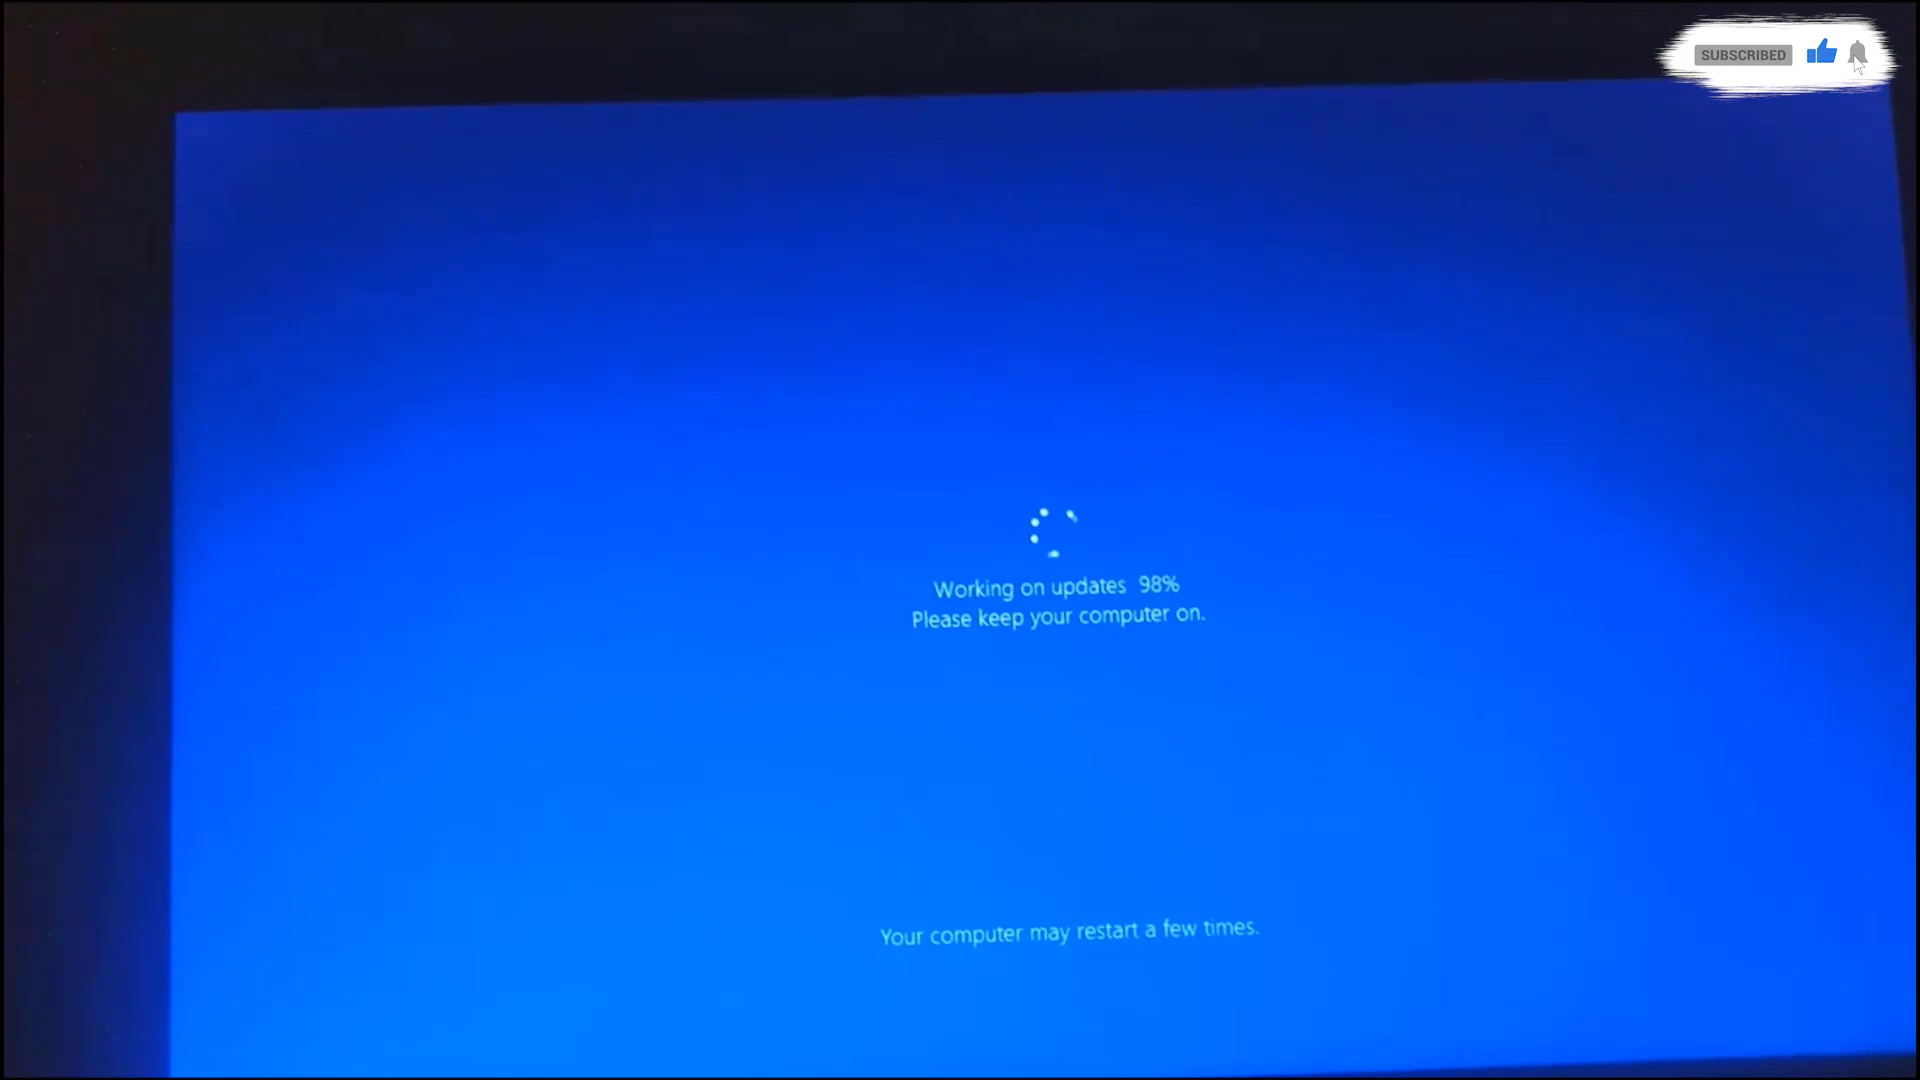 SUBSCRIBED
Working on updates 98%
Please keep your computer on.
Your computer may restart a few times.